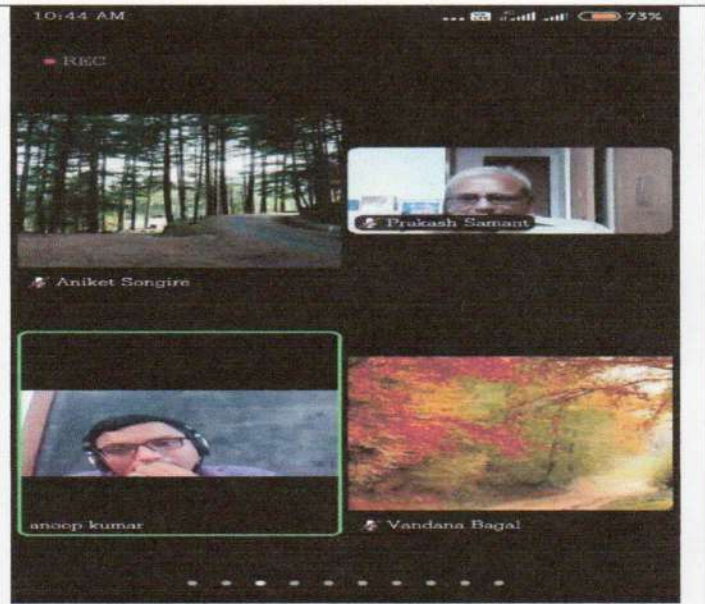 10:44 AM
73%
REC
Prakash Samant
Aniket Songire
anoop kumar
Vandana Bagal